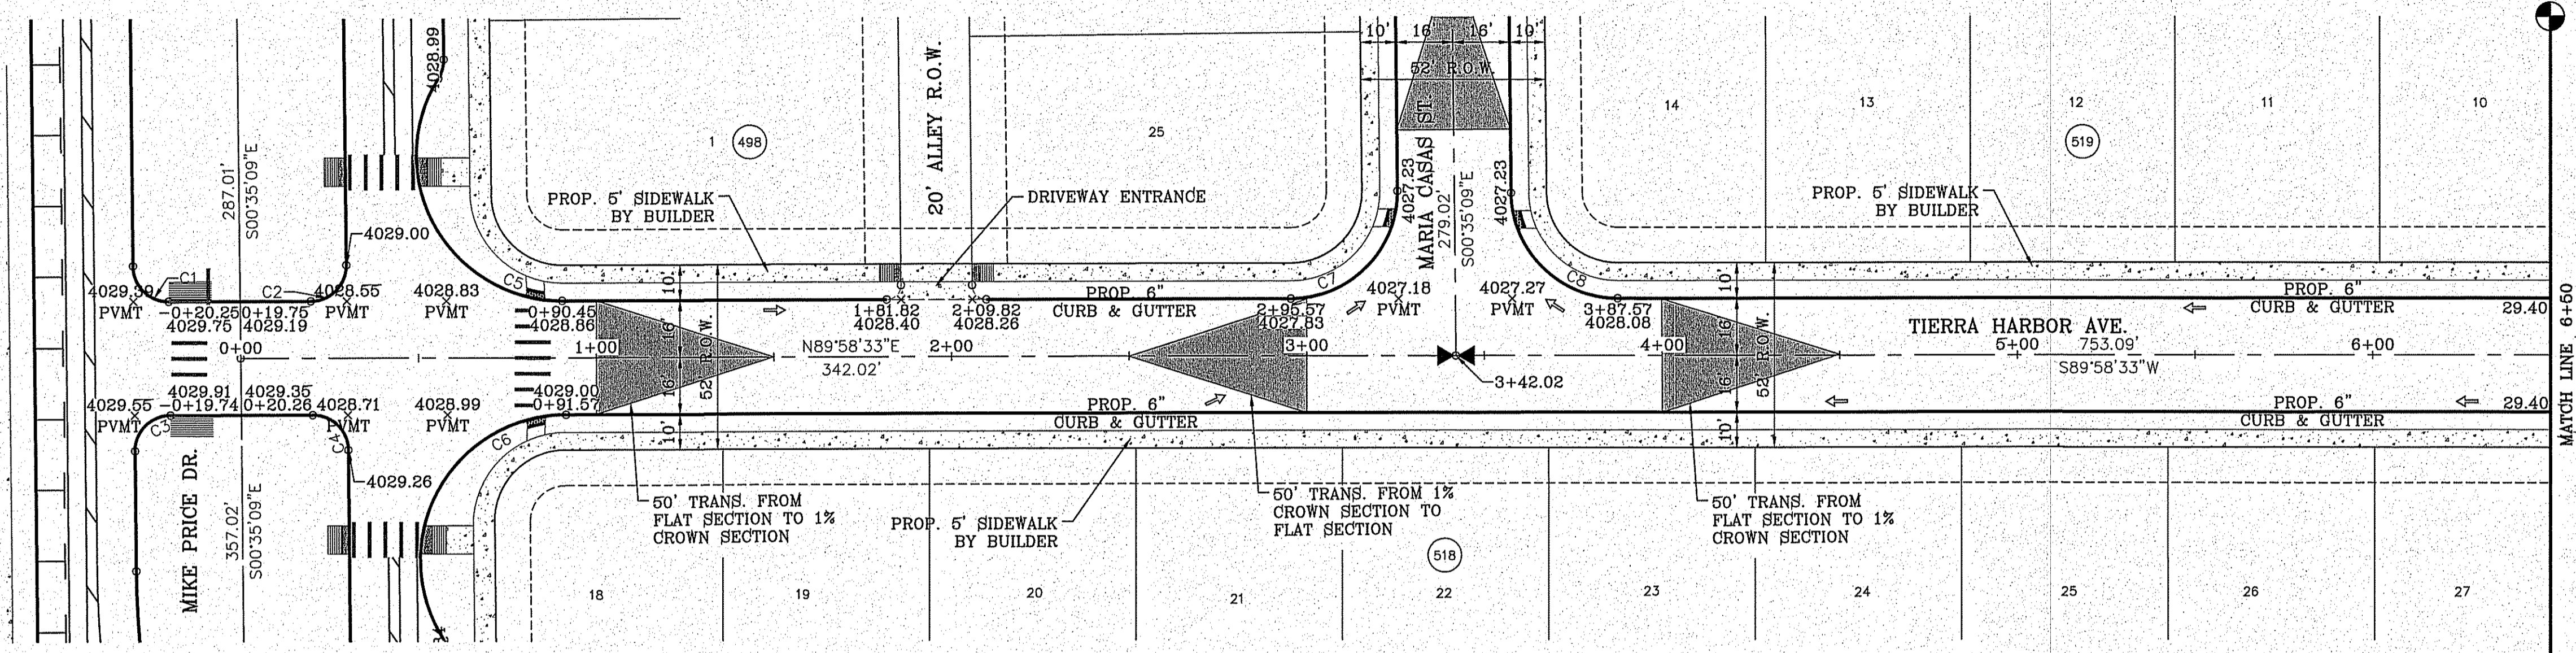 287.01'
S00°35'09"E
4028.99
1
498
20' ALLEY R.O.W.
25
10'
16'
16'
10'
52' R.O.W.
MARIA CASAS ST.
279.02'
S00°35'09"E
4027.23
4027.23
14
13
12
11
10
519
PROP. 5' SIDEWALK
BY BUILDER
DRIVEWAY ENTRANCE
PROP. 5' SIDEWALK
BY BUILDER
4029.00
C1
C2
C5
C7
C8
4029.39
PVMT
-0+20.25
4029.75
0+19.75
4029.19
4028.55
PVMT
4028.83
PVMT
0+90.45
4028.86
10'
16'
16'
10'
52' R.O.W.
1+81.82
4028.40
2+09.82
4028.26
PROP. 6"
CURB & GUTTER
2+95.57
4027.83
4027.18
PVMT
4027.27
PVMT
3+87.57
4028.08
10'
16'
16'
10'
52' R.O.W.
PROP. 6"
CURB & GUTTER
29.40
TIERRA HARBOR AVE.
0+00
1+00
N89°58'33"E
342.02'
2+00
3+00
3+42.02
4+00
5+00
753.09'
S89°58'33"W
6+00
MATCH LINE 6+50
4029.55
PVMT
4029.91
-0+19.74
4029.35
0+20.26
4028.71
PVMT
4028.99
PVMT
4029.00
0+91.57
PROP. 6"
CURB & GUTTER
PROP. 6"
CURB & GUTTER
29.40
C3
C4
C6
4029.26
MIKE PRICE DR.
357.02'
S00°35'09"E
50' TRANS. FROM
FLAT SECTION TO 1%
CROWN SECTION
PROP. 5' SIDEWALK
BY BUILDER
50' TRANS. FROM 1%
CROWN SECTION TO
FLAT SECTION
50' TRANS. FROM
FLAT SECTION TO 1%
CROWN SECTION
518
18
19
20
21
22
23
24
25
26
27